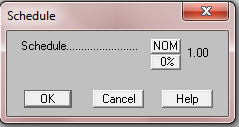 Schedule
Schedule........................ NOM 1.00
0%
OK Cancel Help